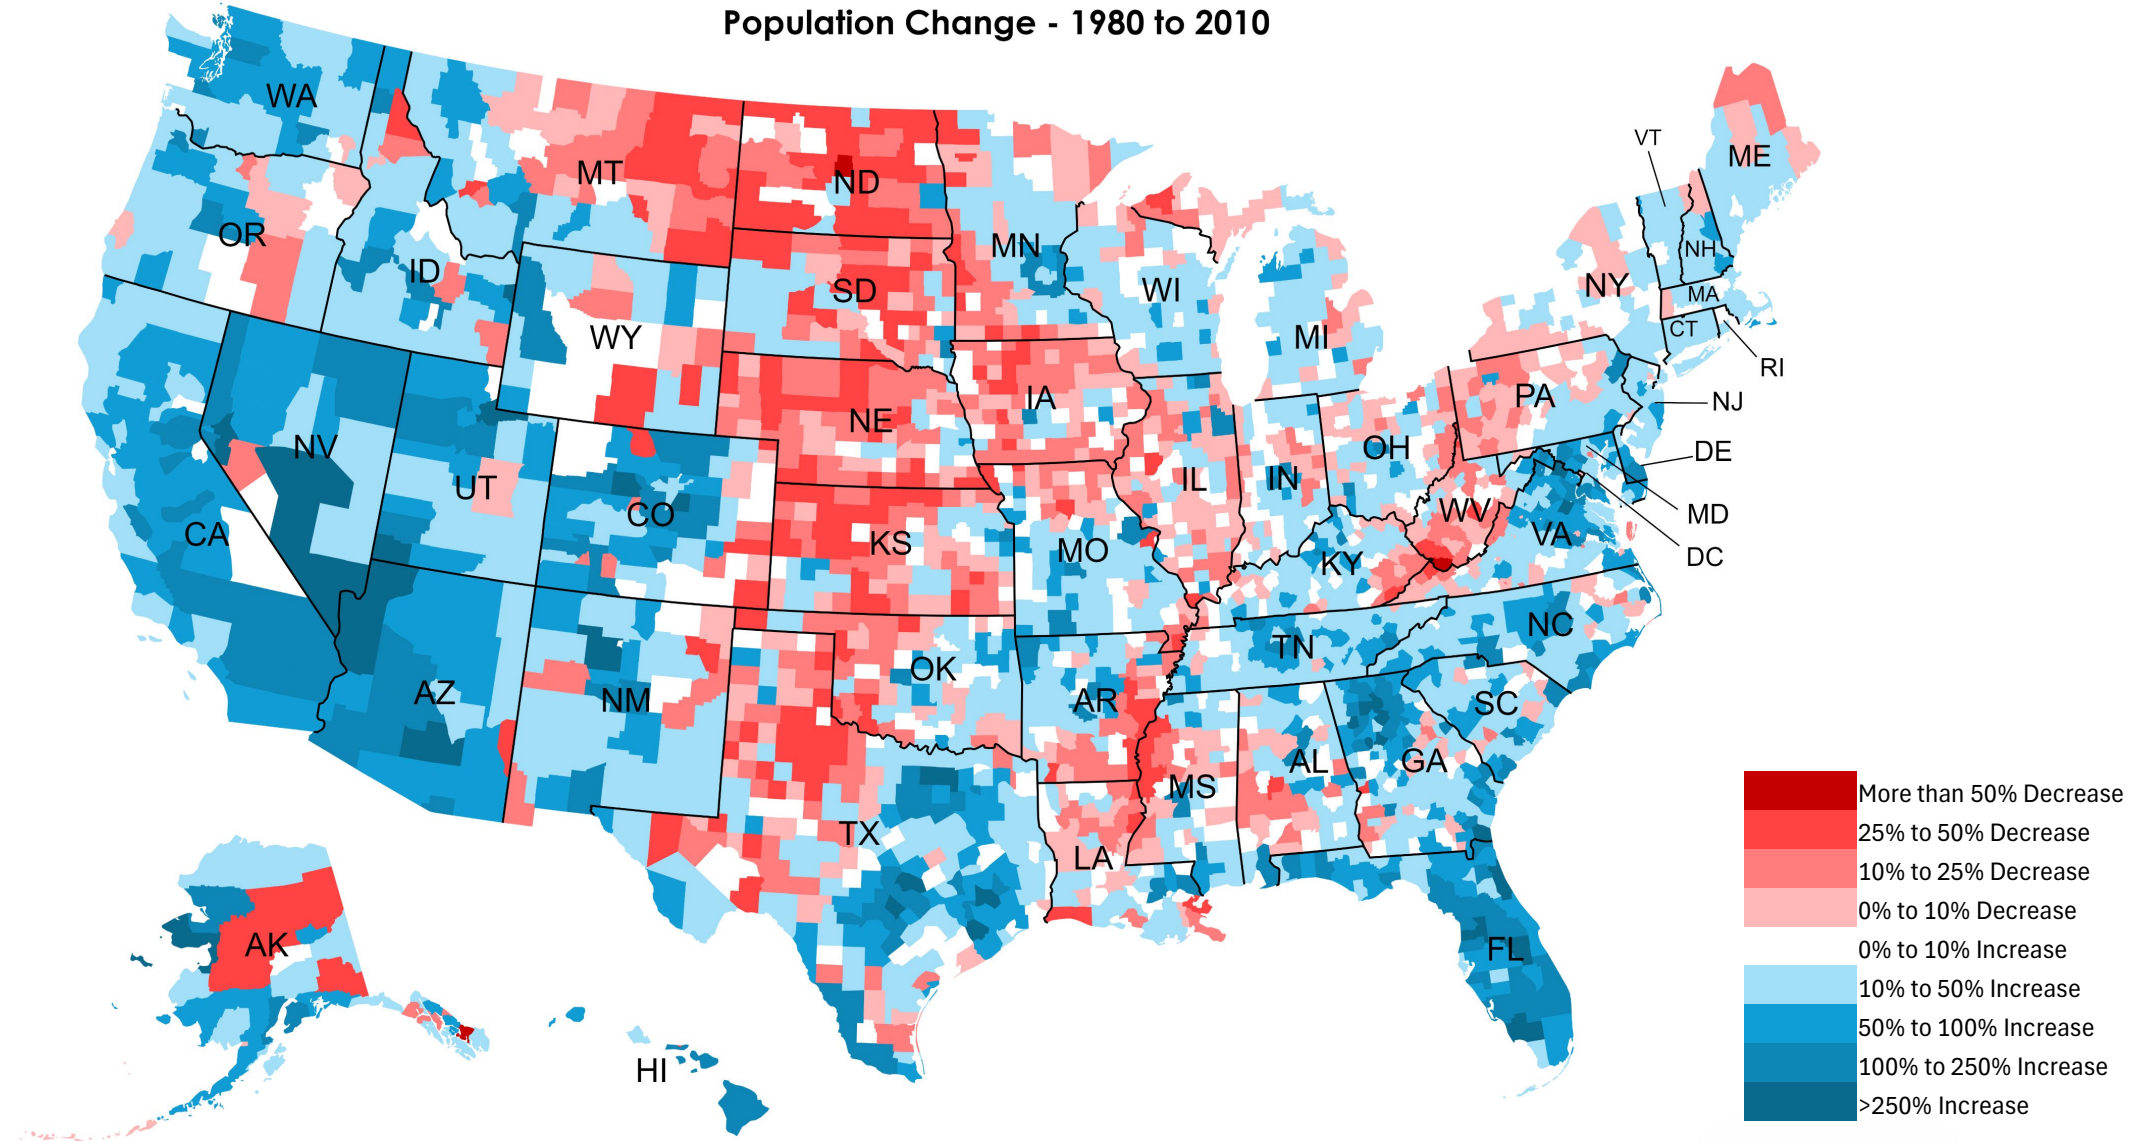 Population Change - 1980 to 2010
WA
MT
ND
MN
VT
ME
OR
ID
SD
WI
NY
NH
MA
WY
MI
CT
RI
NE
IA
PA
NJ
NV
UT
CO
IL
IN
OH
DE
CA
KS
MO
KY
WV
VA
MD
DC
AZ
NM
OK
AR
TN
NC
SC
TX
LA
MS
AL
GA
FL
AK
HI
More than 50% Decrease
25% to 50% Decrease
10% to 25% Decrease
0% to 10% Decrease
0% to 10% Increase
10% to 50% Increase
50% to 100% Increase
100% to 250% Increase
>250% Increase